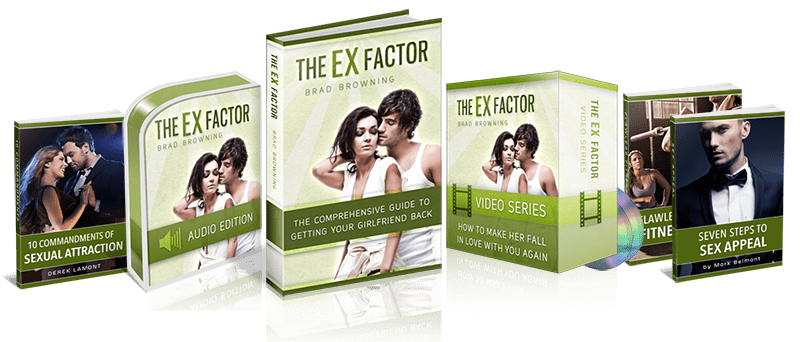 10 COMMANDMENTS OF
SEXUAL ATTRACTION
DEREK LAMONT
THE EX FACTOR
BRAD BROWNING
AUDIO EDITION
THE EX FACTOR
BRAD BROWNING
THE EX FACTOR
BRAD BROWNING
THE COMPREHENSIVE GUIDE TO
GETTING YOUR GIRLFRIEND BACK
THE EX FACTOR
BRAD BROWNING
VIDEO SERIES
HOW TO MAKE HER FALL
IN LOVE WITH YOU AGAIN
THE EX FACTOR
VIDEO SERIES
SEVEN STEPS TO
SEX APPEAL
by Mark Belmont